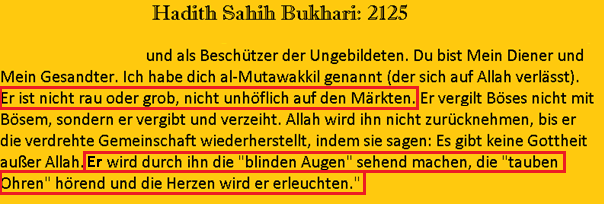 Hadith Sahih Bukhari: 2125
und als Beschützer der Ungebildeten. Du bist Mein Diener und
Mein Gesandter. Ich habe dich al-Mutawakkil genannt (der sich auf Allah verlässt).
Er ist nicht rau oder grob, nicht unhöflich auf den Märkten. Er vergilt Böses nicht mit
Bösem, sondern er vergibt und verzeiht. Allah wird ihn nicht zurücknehmen, bis er
die verdrehte Gemeinschaft wiederherstellt, indem sie sagen: Es gibt keine Gottheit
außer Allah. Er wird durch ihn die "blinden Augen" sehend machen, die "tauben
Ohren" hörend und die Herzen wird er erleuchten."